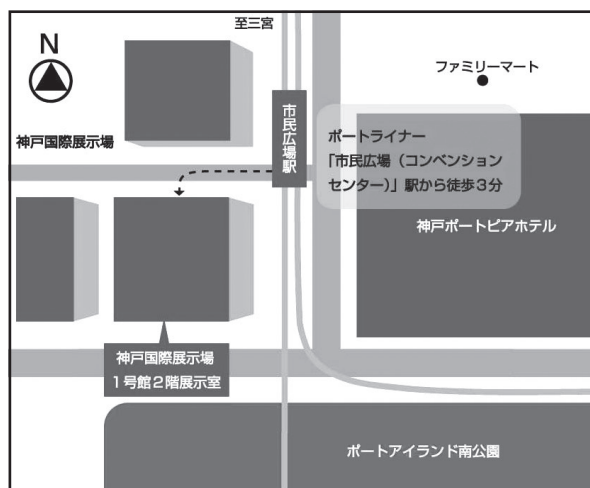 至三宮
N
ファミリーマート
市民広場駅
ポートライナー
「市民広場（コンベンション
センター）」駅から徒歩３分
神戸国際展示場
神戸ポートピアホテル
神戸国際展示場
１号館２階展示室
ポートアイランド南公園